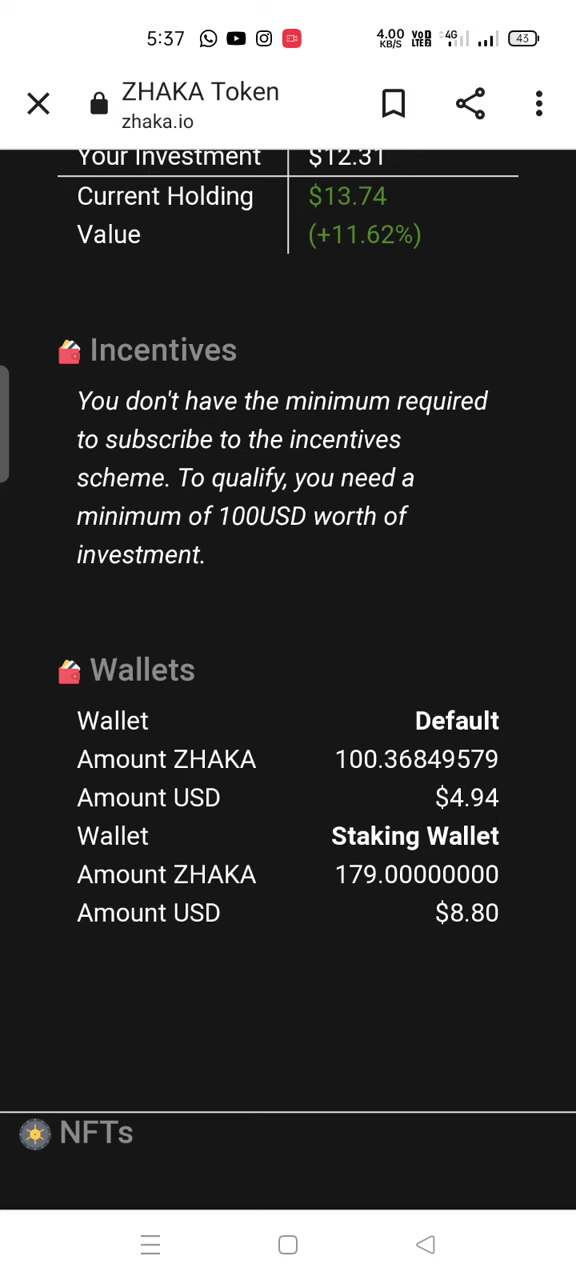 5:37 4.00 KB/S VoD LTE2 4G 43
ZHAKA Token
zhaka.io
Your Investment $12.31
Current Holding $13.74
Value (+11.62%)
Incentives
You don't have the minimum required
to subscribe to the incentives
scheme. To qualify, you need a
minimum of 100USD worth of
investment.
Wallets
Wallet Default
Amount ZHAKA 100.36849579
Amount USD $4.94
Wallet Staking Wallet
Amount ZHAKA 179.00000000
Amount USD $8.80
NFTs